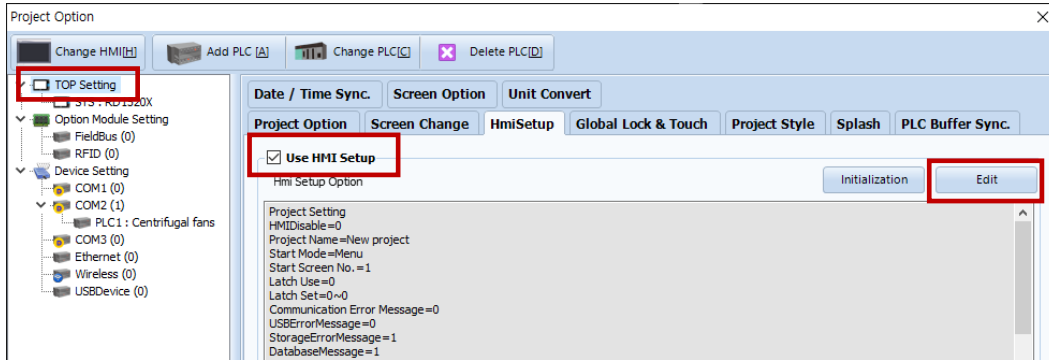 Project Option
Change HMI[H] Add PLC [A] Change PLC[C] Delete PLC[D]
TOP Setting
SYS : RD1520X
Option Module Setting
FieldBus (0)
RFID (0)
Device Setting
COM1 (0)
COM2 (1)
PLC1 : Centrifugal fans
COM3 (0)
Ethernet (0)
Wireless (0)
USBDevice (0)
Date / Time Sync. Screen Option Unit Convert
Project Option Screen Change HmiSetup Global Lock & Touch Project Style Splash PLC Buffer Sync.
Use HMI Setup
Hmi Setup Option Initialization Edit
Project Setting
HMIDisable=0
Project Name=New project
Start Mode=Menu
Start Screen No.=1
Latch Use=0
Latch Set=0~0
Communication Error Message=0
USBErrorMessage=0
StorageErrorMessage=1
DatabaseMessage=1